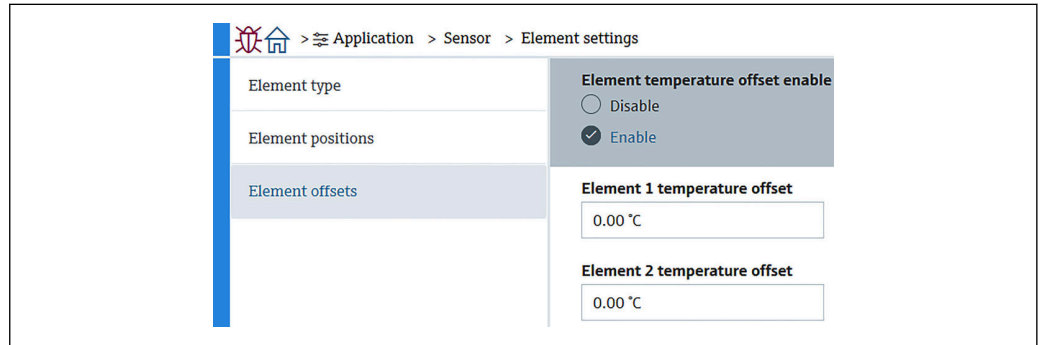 > Application > Sensor > Element settings
Element type
Element positions
Element offsets
Element temperature offset enable
Disable
Enable
Element 1 temperature offset
0.00 °C
Element 2 temperature offset
0.00 °C